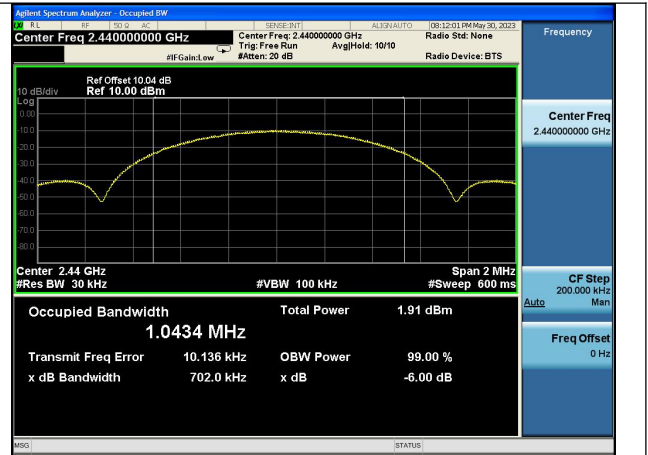 Agilent Spectrum Analyzer - Occupied BW
RL RF 50 Ω AC SENSE:INT ALIGNAUTO 08:12:01 PM May 30, 2023
Center Freq 2.440000000 GHz
Center Freq: 2.440000000 GHz
Radio Std: None
Trig: Free Run Avg|Hold: 10/10
#IFGain:Low #Atten: 20 dB Radio Device: BTS
Frequency
Ref Offset 10.04 dB
10 dB/div Ref 10.00 dBm
Log
0.00
-10.0
-20.0
-30.0
-40.0
-50.0
-60.0
-70.0
-80.0
Center 2.44 GHz Span 2 MHz
#Res BW 30 kHz #VBW 100 kHz #Sweep 600 ms
Center Freq
2.440000000 GHz
CF Step
200.000 kHz
Auto Man
Freq Offset
0 Hz
Occupied Bandwidth Total Power 1.91 dBm
1.0434 MHz
Transmit Freq Error 10.136 kHz OBW Power 99.00 %
x dB Bandwidth 702.0 kHz x dB -6.00 dB
MSG STATUS